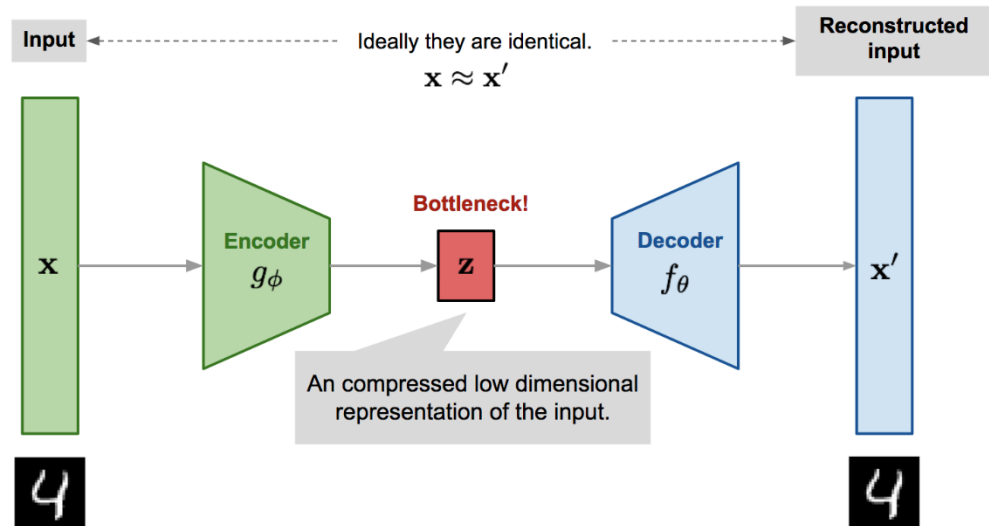 Input
Ideally they are identical.
x ≈ x′
Reconstructed
input
Bottleneck!
x
Encoder
gϕ
z
Decoder
fθ
x′
An compressed low dimensional
representation of the input.
4
4